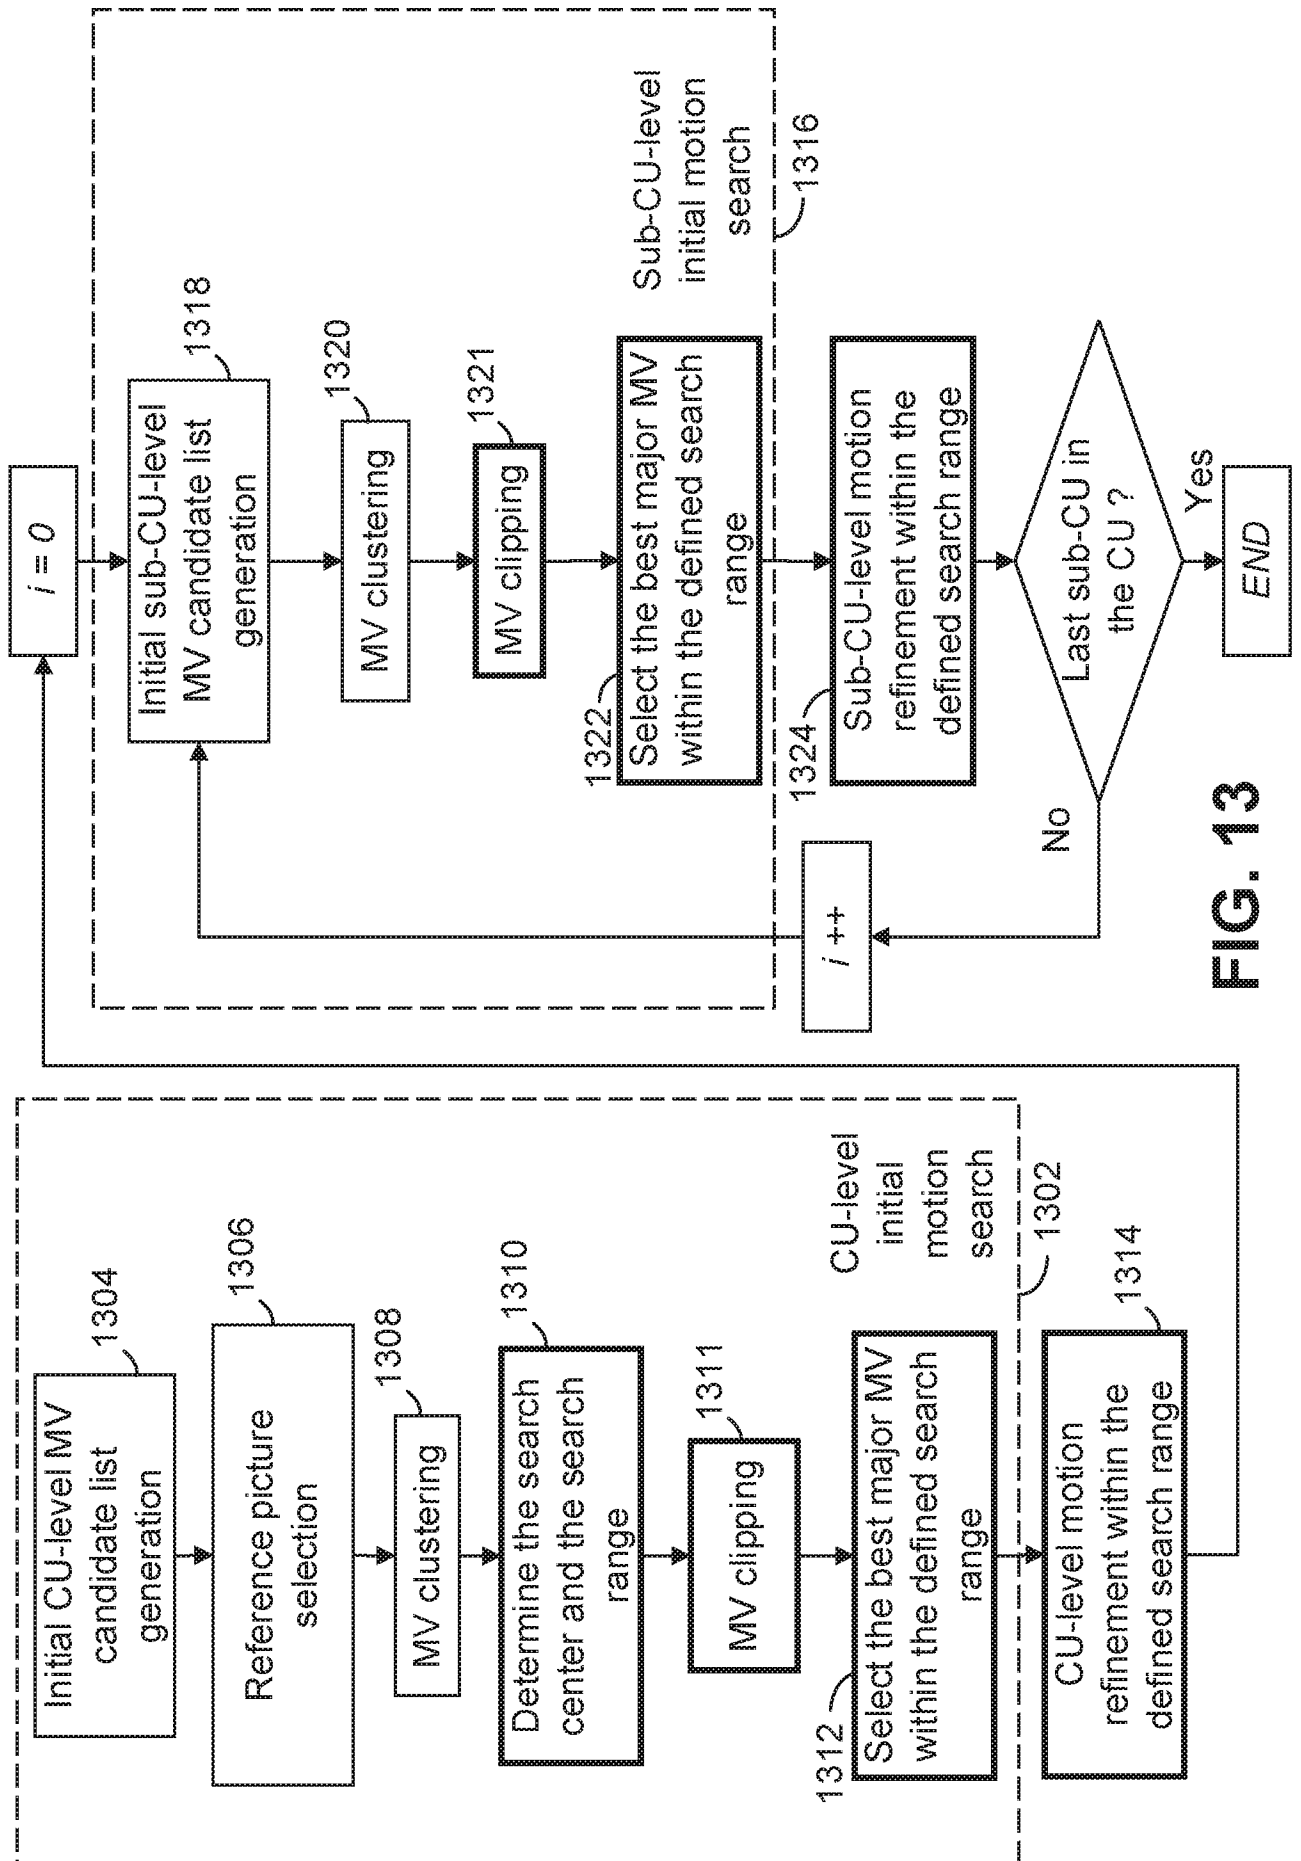 Initial CU-level MV
candidate list
generation
1304
Reference picture
selection
1306
MV clustering
1308
Determine the search
center and the search
range
1310
MV clipping
1311
1312
Select the best major MV
within the defined search
range
CU-level
initial
motion
search
1302
CU-level motion
refinement within the
defined search range
1314
i = 0
Initial sub-CU-level
MV candidate list
generation
1318
MV clustering
1320
MV clipping
1321
1322
Select the best major MV
within the defined search
range
Sub-CU-level
initial motion
search
1316
1324
Sub-CU-level motion
refinement within the
defined search range
i ++
Last sub-CU in
the CU ?
No
Yes
END
FIG. 13